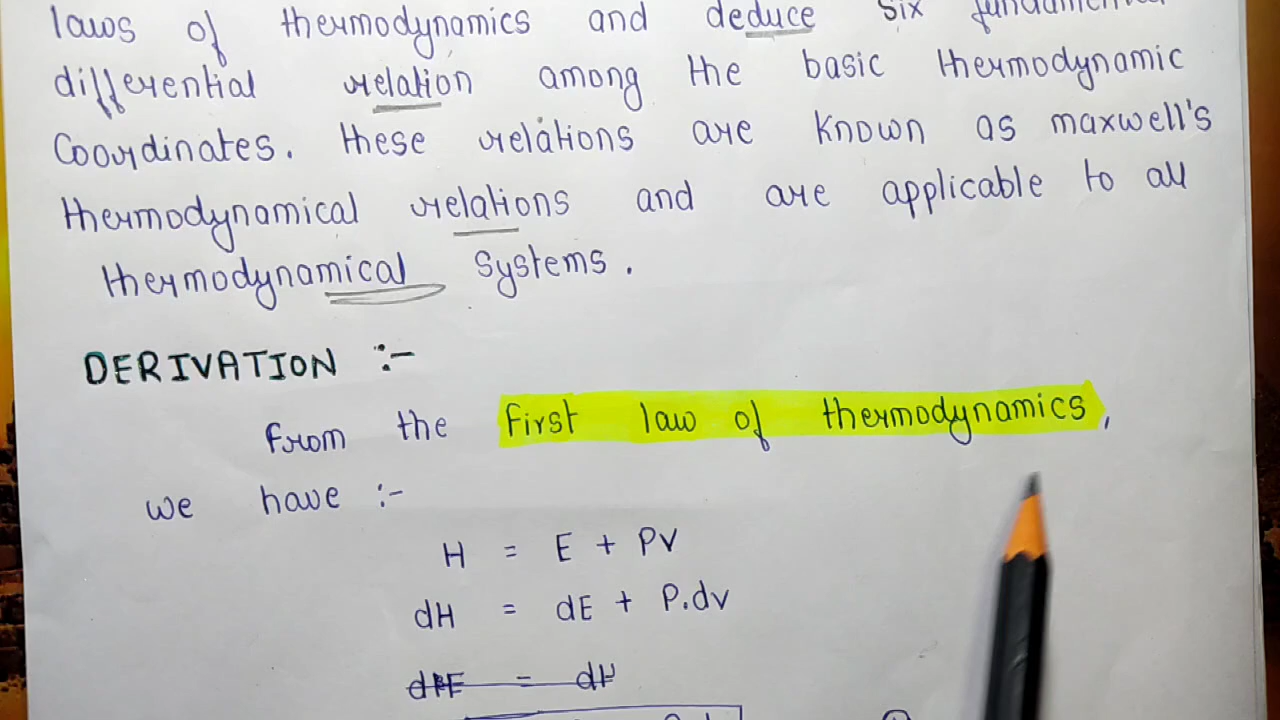 laws of thermodynamics and deduce six fundamental
differential relation among the basic thermodynamic
Coordinates. These relations are known as maxwell's
thermodynamical relations and are applicable to all
thermodynamical systems.
DERIVATION :-
From the First law of thermodynamics,
we have :-
H = E + PV
dH = dE + P.dv